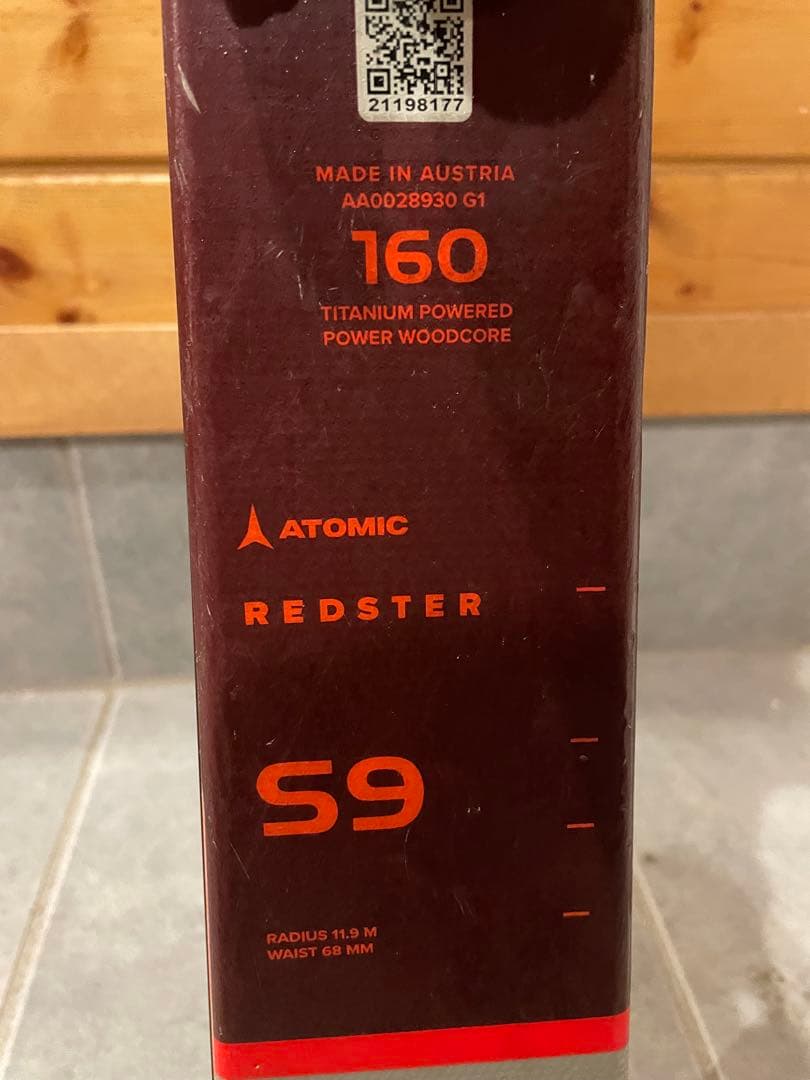 21198177
MADE IN AUSTRIA
AA0028930 G1
160
TITANIUM POWERED
POWER WOODCORE
ATOMIC
REDSTER
S9
RADIUS 11.9 M
WAIST 68 MM